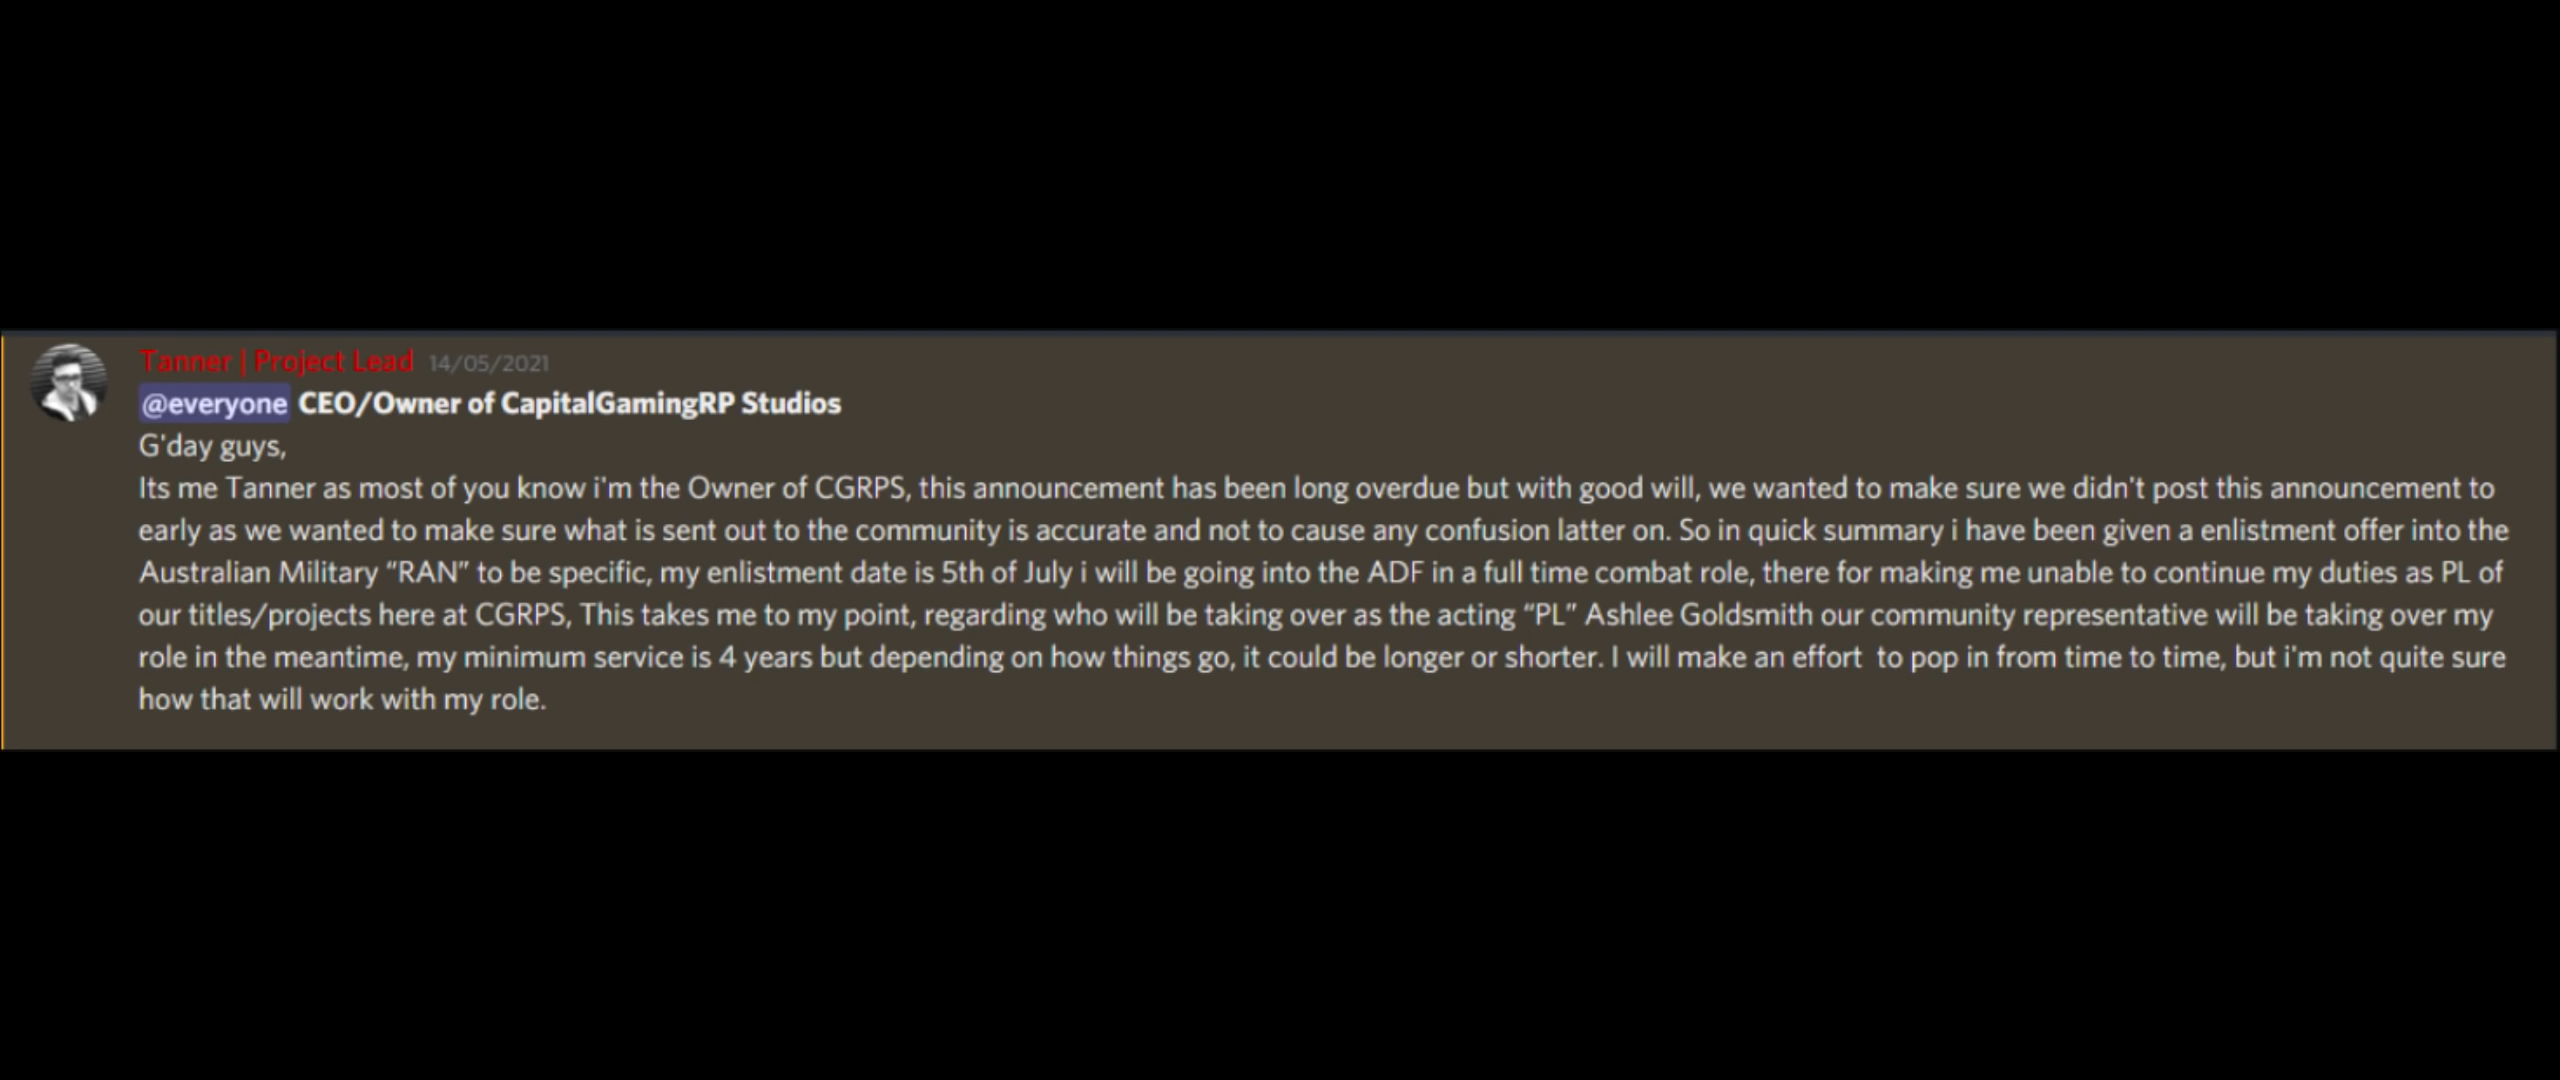 Tanner | Project Lead 14/05/2021
@everyone CEO/Owner of CapitalGamingRP Studios
G'day guys,
Its me Tanner as most of you know i'm the Owner of CGRPS, this announcement has been long overdue but with good will, we wanted to make sure we didn't post this announcement to
early as we wanted to make sure what is sent out to the community is accurate and not to cause any confusion latter on. So in quick summary i have been given a enlistment offer into the
Australian Military “RAN” to be specific, my enlistment date is 5th of July i will be going into the ADF in a full time combat role, there for making me unable to continue my duties as PL of
our titles/projects here at CGRPS, This takes me to my point, regarding who will be taking over as the acting “PL” Ashlee Goldsmith our community representative will be taking over my
role in the meantime, my minimum service is 4 years but depending on how things go, it could be longer or shorter. I will make an effort  to pop in from time to time, but i'm not quite sure
how that will work with my role.